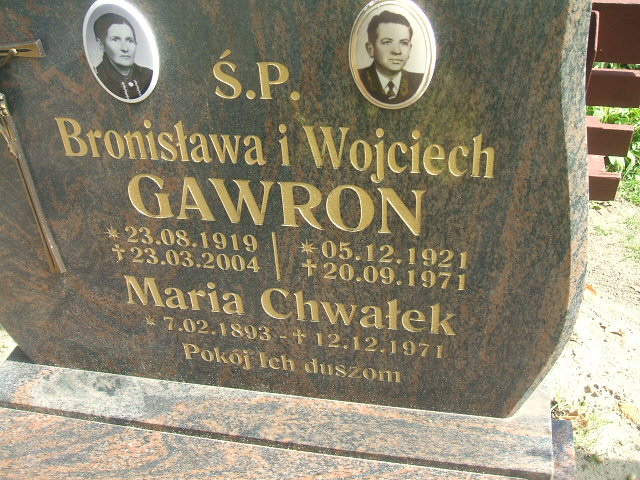 Ś.P.
Bronisława i Wojciech
GAWRON
*23.08.1919 | *05.12.1921
†23.03.2004 | †20.09.1971
Maria Chwałek
* 7.02.1893 - † 12.12.1971
Pokój Ich duszom